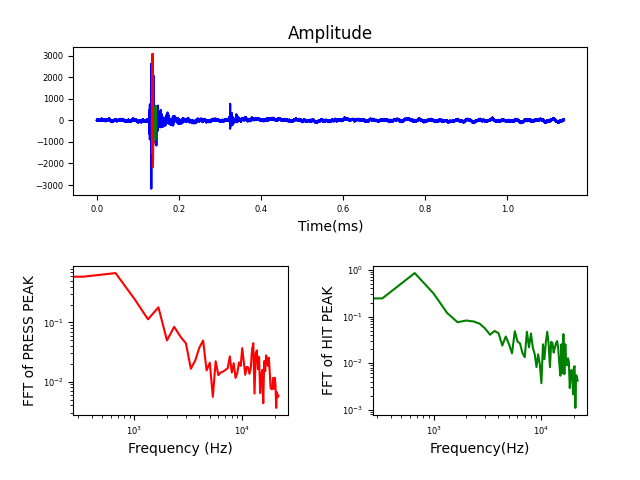 Amplitude
3000
2000
1000
0
−1000
−2000
−3000
0.0 0.2 0.4 0.6 0.8 1.0
Time(ms)
FFT of PRESS PEAK
10⁻¹
10⁻²
10³ 10⁴
Frequency (Hz)
FFT of HIT PEAK
10⁰
10⁻¹
10⁻²
10⁻³
10³ 10⁴
Frequency(Hz)